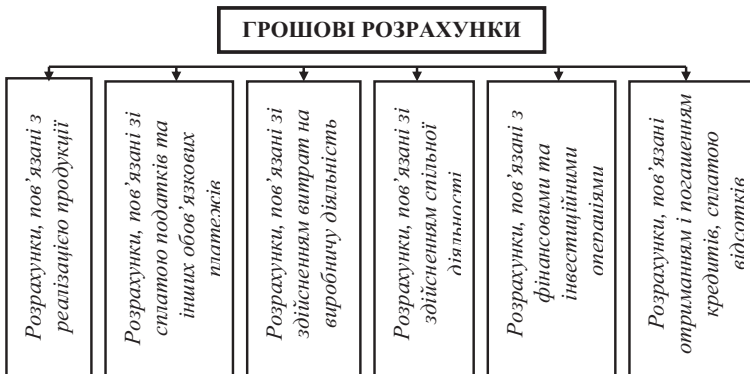 ГРОШОВІ РОЗРАХУНКИ
Розрахунки, пов’язані з
реалізацією продукції
Розрахунки, пов’язані зі
сплатою податків та
інших обов’язкових
платежів
Розрахунки, пов’язані зі
здійсненням витрат на
виробничу діяльність
Розрахунки, пов’язані зі
здійсненням спільної
діяльності
Розрахунки, пов’язані з
фінансовими та
інвестиційними
операціями
Розрахунки, пов’язані
отриманням і погашенням
кредитів, сплатою
відсотків